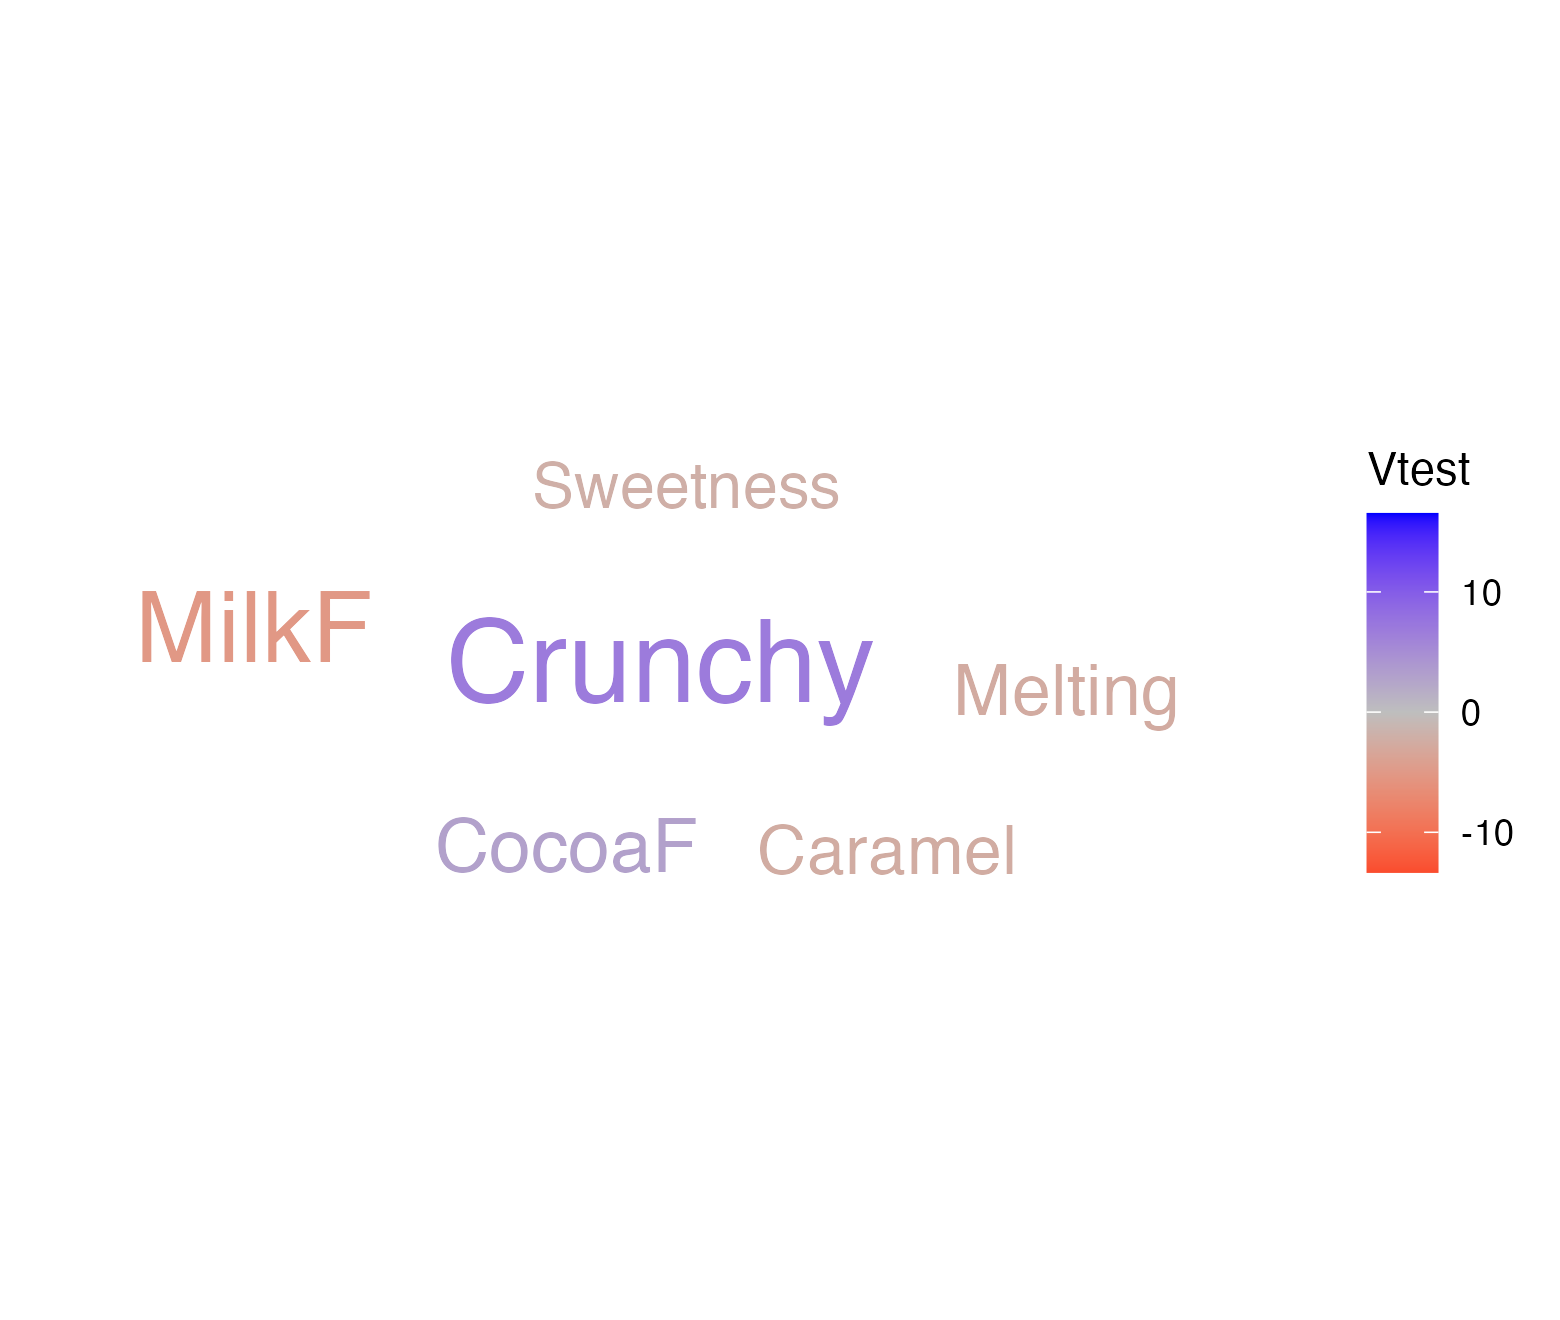 Sweetness
MilkF
Crunchy
Melting
CocoaF
Caramel
Vtest
10
0
-10